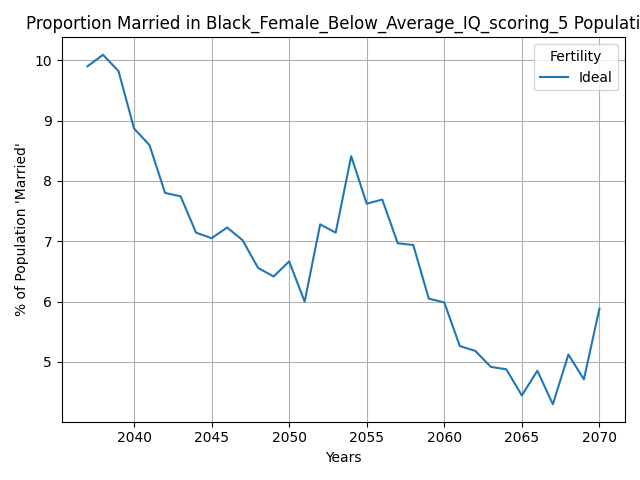 Proportion Married in Black_Female_Below_Average_IQ_scoring_5 Populati
Fertility
Ideal
% of Population 'Married'
10
9
8
7
6
5
2040 2045 2050 2055 2060 2065 2070
Years